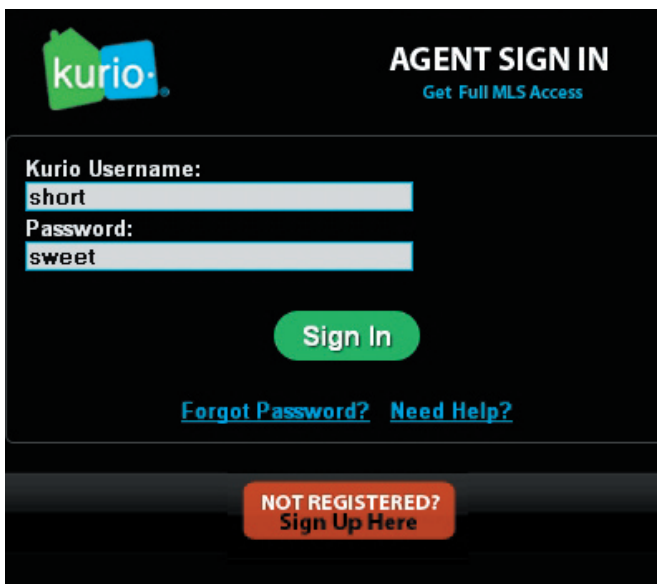 kurio.
AGENT SIGN IN
Get Full MLS Access
Kurio Username:
short
Password:
sweet
Sign In
Forgot Password? Need Help?
NOT REGISTERED?
Sign Up Here